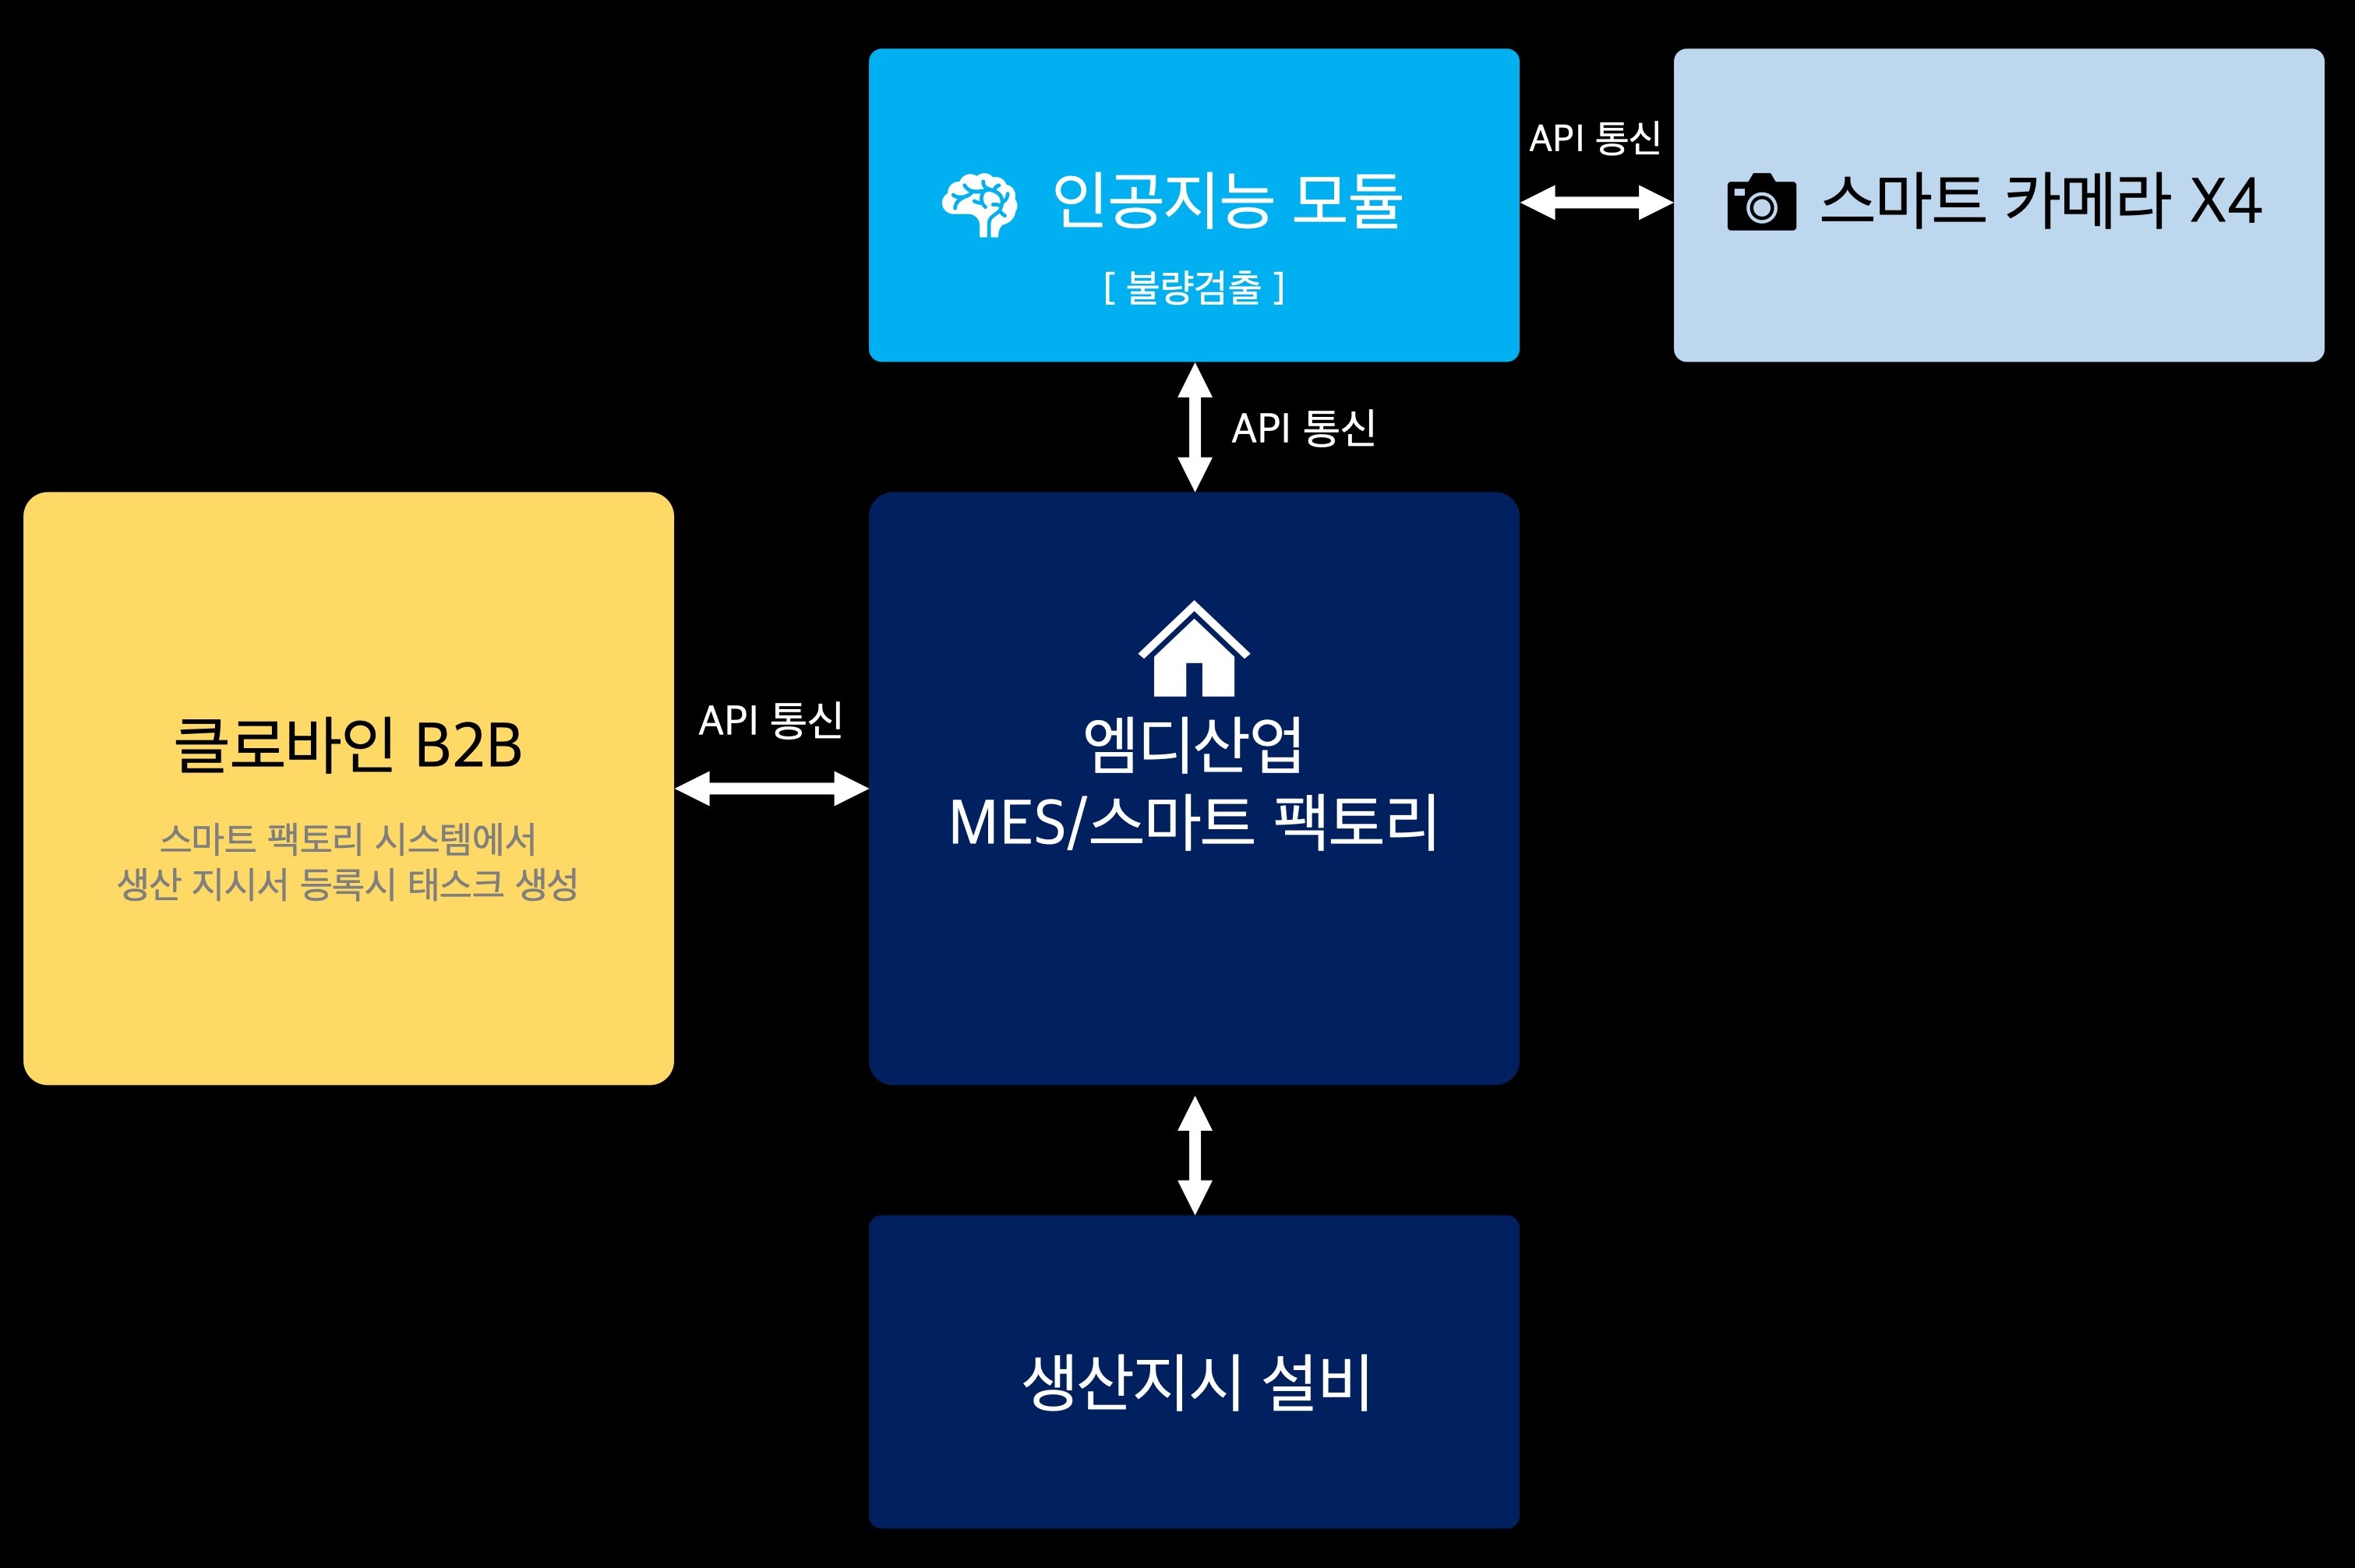 인공지능 모듈
[ 불량검출 ]
API 통신
스마트 카메라 X4
API 통신
클로바인 B2B
스마트 팩토리 시스템에서
생산 지시서 등록시 태스크 생성
API 통신
엠디산업
MES/스마트 팩토리
생산지시 설비